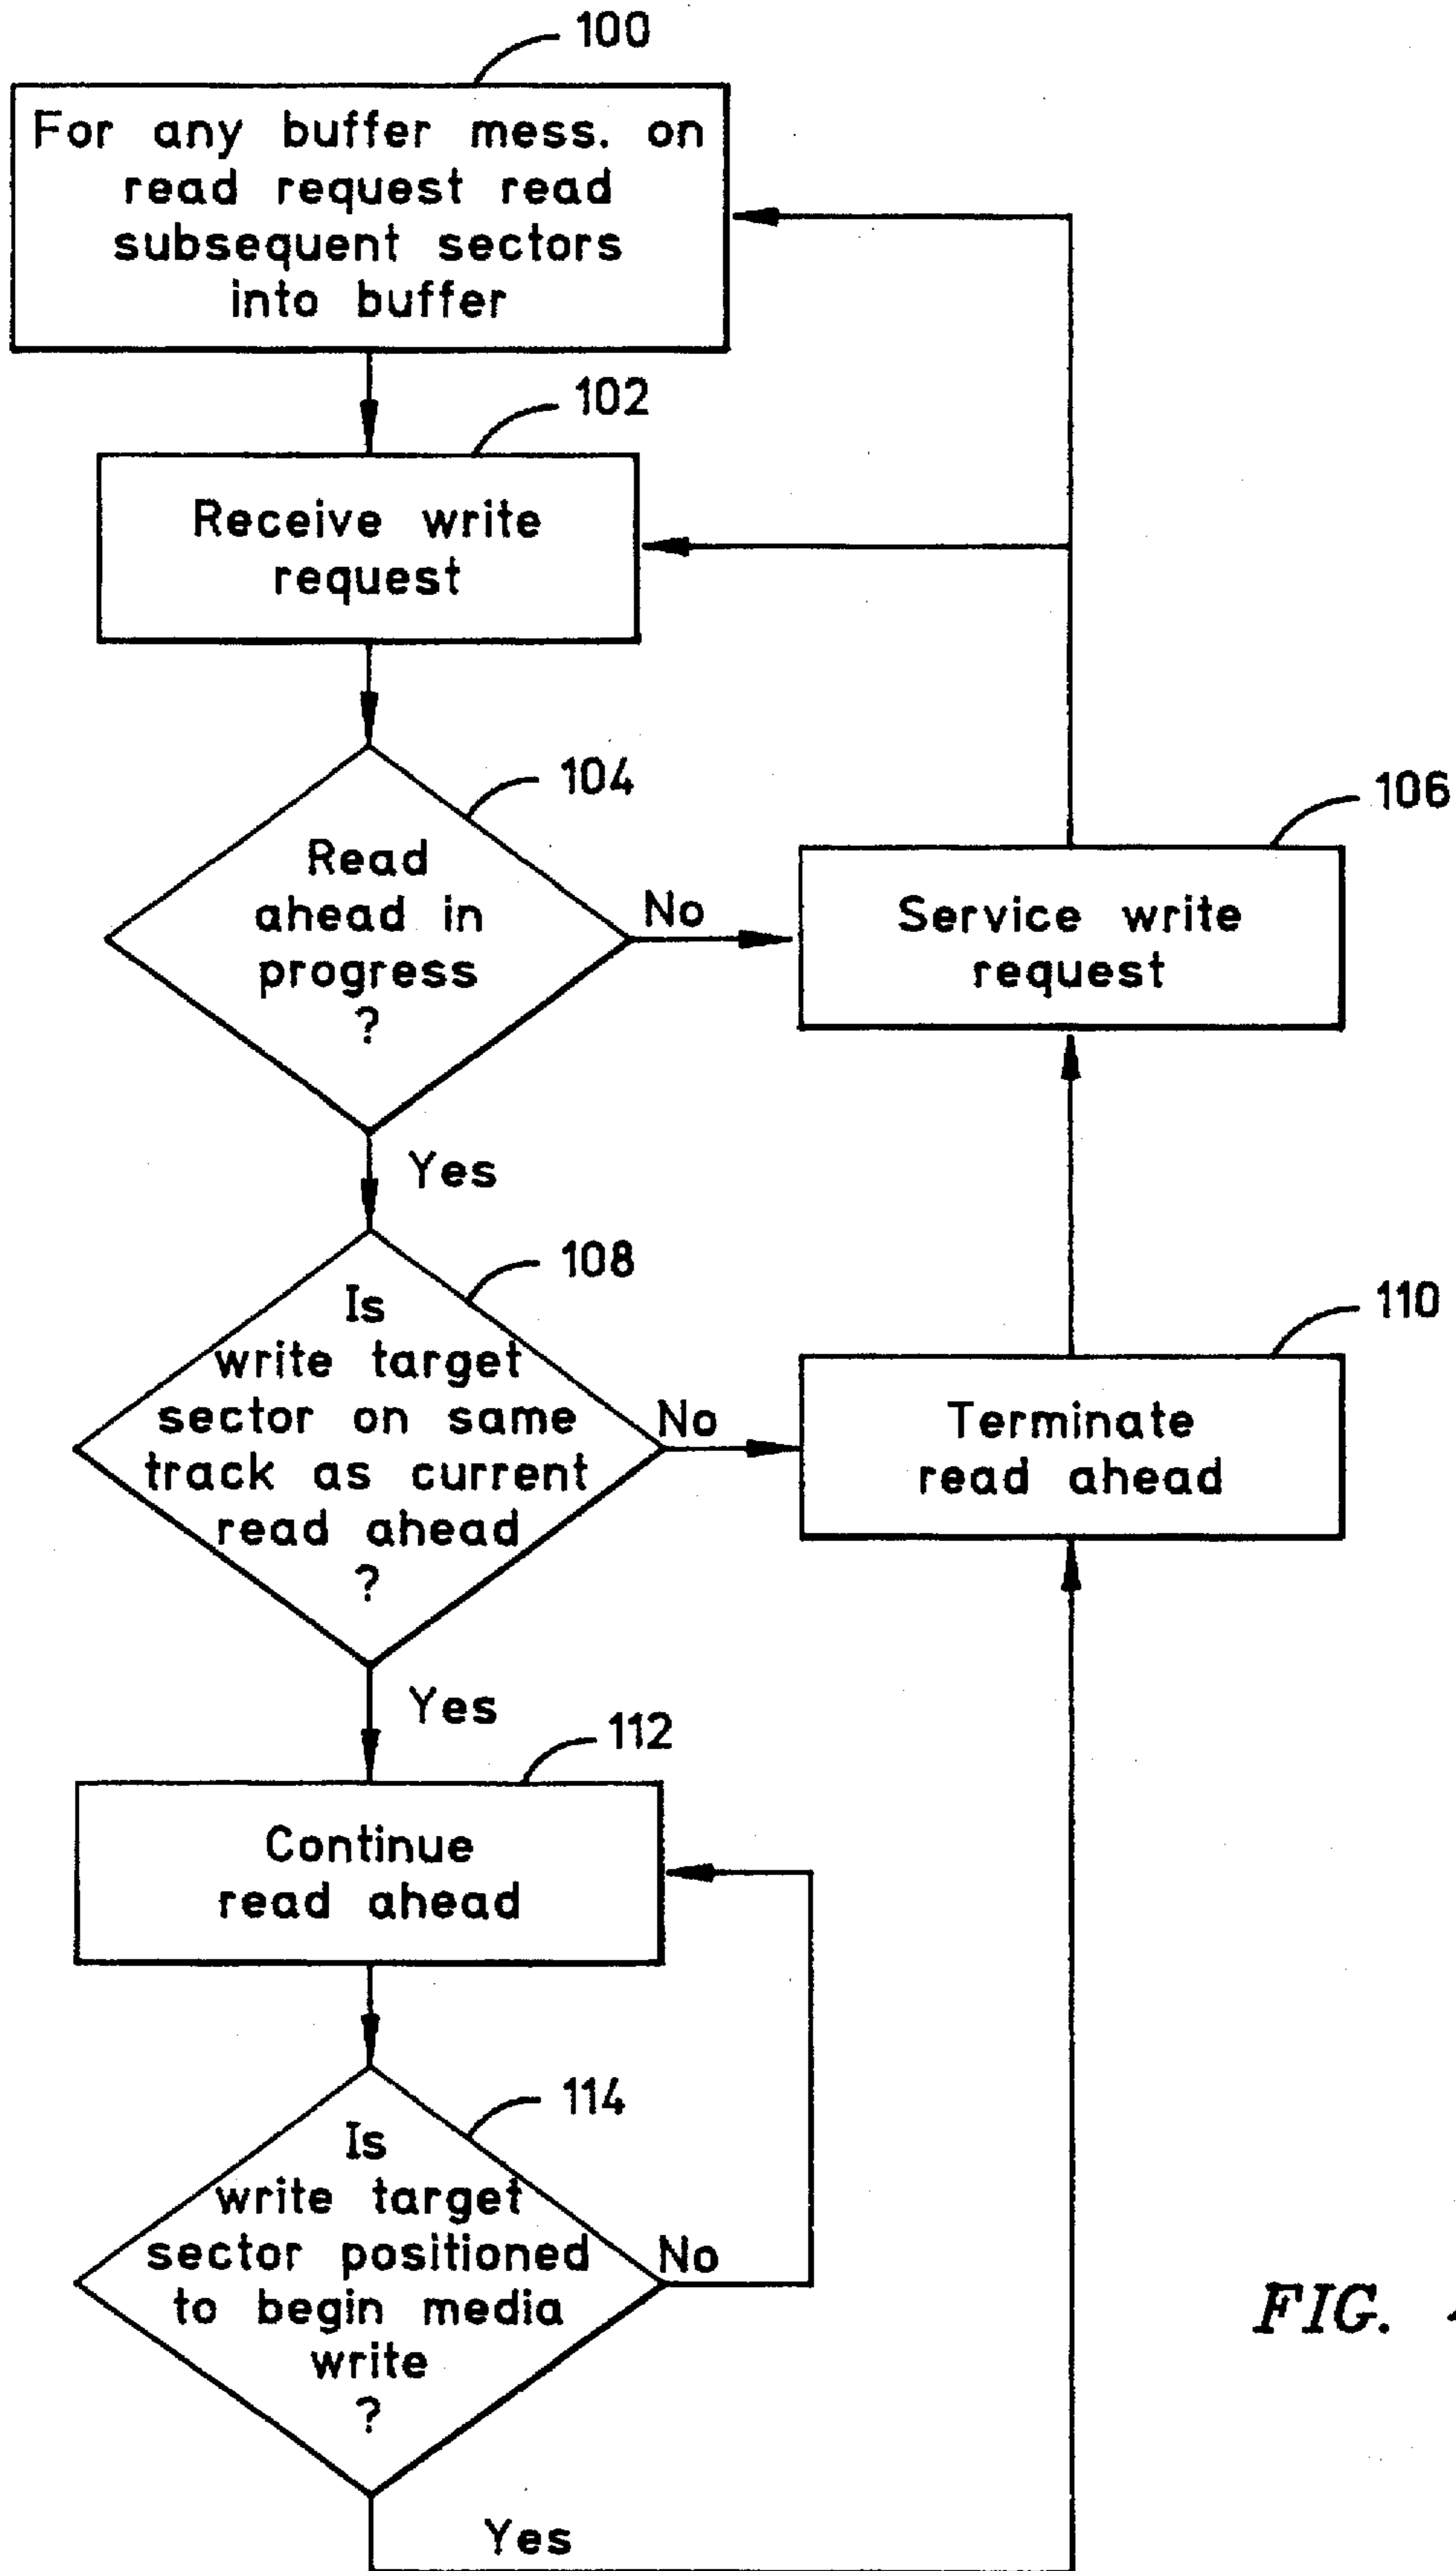 100
For any buffer mess. on
read request read
subsequent sectors
into buffer
102
Receive write
request
104
Read
ahead in
progress
?
No
106
Service write
request
Yes
108
Is
write target
sector on same
track as current
read ahead
?
No
110
Terminate
read ahead
Yes
112
Continue
read ahead
114
Is
write target
sector positioned
to begin media
write
?
No
Yes
FIG.